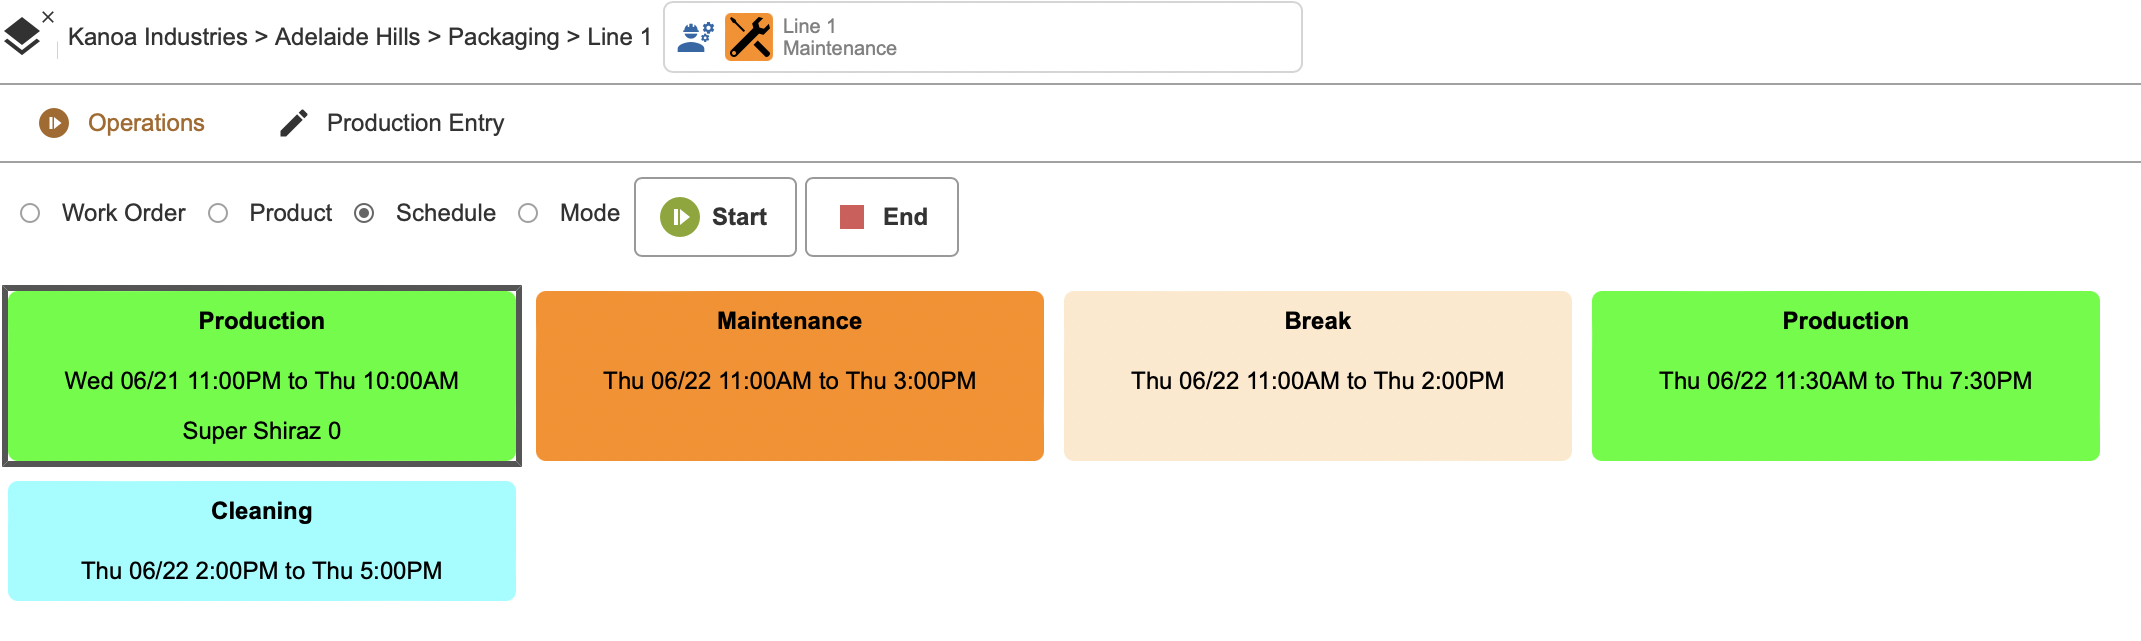 Kanoa Industries > Adelaide Hills > Packaging > Line 1
Line 1
Maintenance
Operations
Production Entry
Work Order
Product
Schedule
Mode
Start
End
Production
Wed 06/21 11:00PM to Thu 10:00AM
Super Shiraz 0
Maintenance
Thu 06/22 11:00AM to Thu 3:00PM
Break
Thu 06/22 11:00AM to Thu 2:00PM
Production
Thu 06/22 11:30AM to Thu 7:30PM
Cleaning
Thu 06/22 2:00PM to Thu 5:00PM